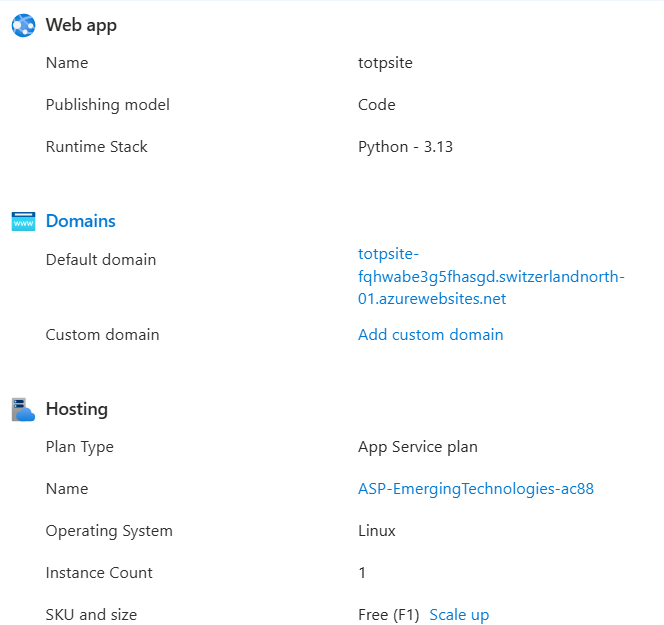 Web app
Name totpsite
Publishing model Code
Runtime Stack Python - 3.13
www Domains
Default domain totpsite-
fqhwabe3g5fhasgd.switzerlandnorth-
01.azurewebsites.net
Custom domain Add custom domain
Hosting
Plan Type App Service plan
Name ASP-EmergingTechnologies-ac88
Operating System Linux
Instance Count 1
SKU and size Free (F1) Scale up